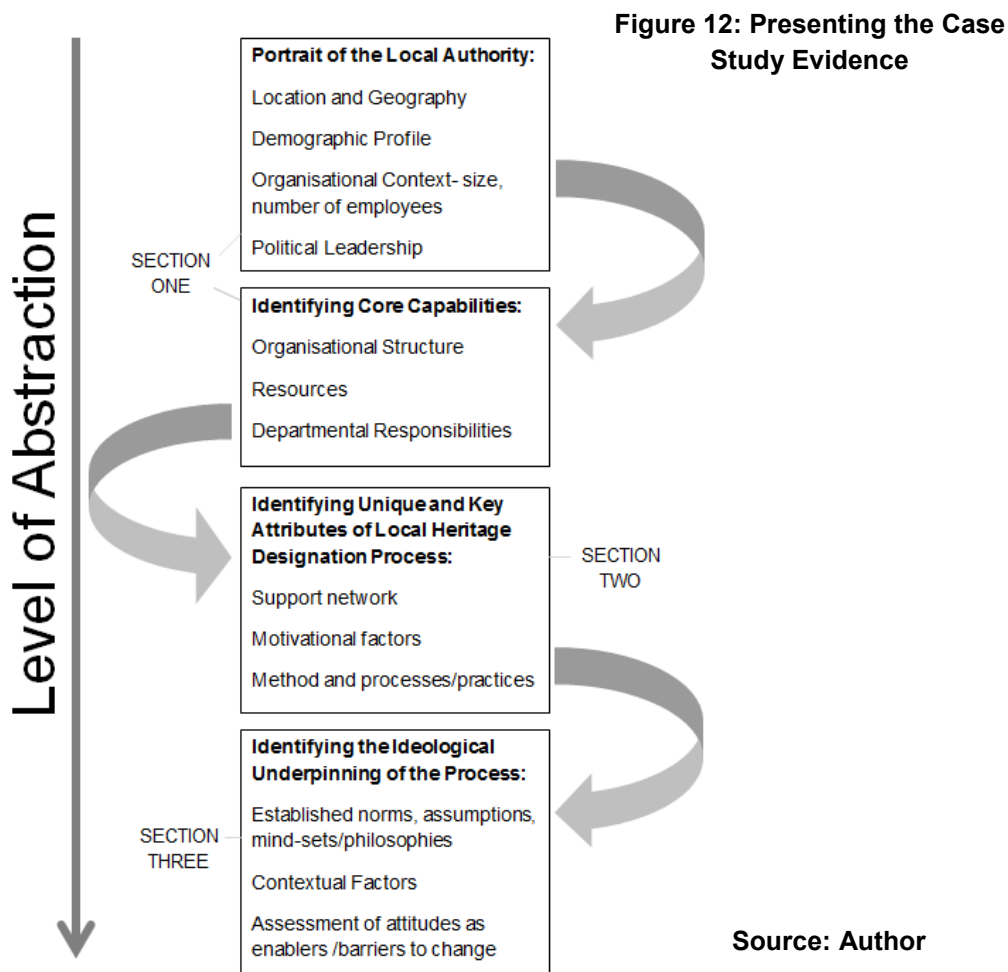 Figure 12: Presenting the Case
Study Evidence
Level of Abstraction
Portrait of the Local Authority:
Location and Geography
Demographic Profile
Organisational Context- size,
number of employees
Political Leadership
SECTION
ONE
Identifying Core Capabilities:
Organisational Structure
Resources
Departmental Responsibilities
Identifying Unique and Key
Attributes of Local Heritage
Designation Process:
Support network
Motivational factors
Method and processes/practices
SECTION
TWO
Identifying the Ideological
Underpinning of the Process:
Established norms, assumptions,
mind-sets/philosophies
Contextual Factors
Assessment of attitudes as
enablers /barriers to change
SECTION
THREE
Source: Author